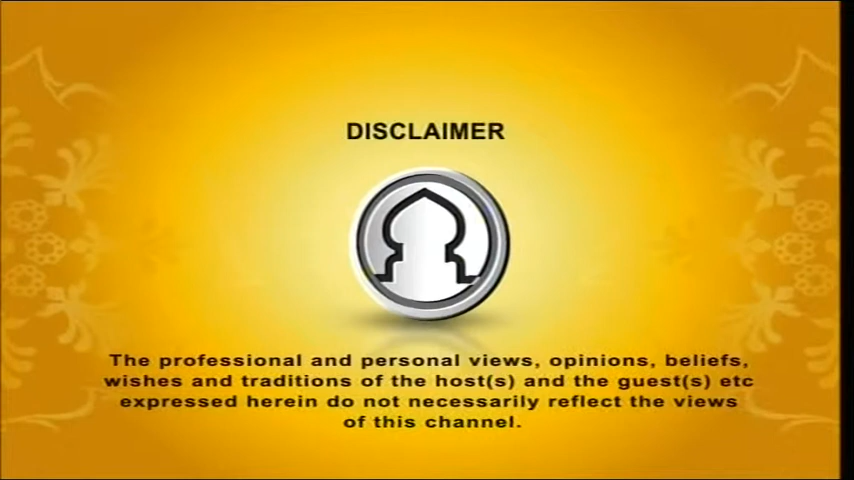 DISCLAIMER
The professional and personal views, opinions, beliefs,
wishes and traditions of the host(s) and the guest(s) etc
expressed herein do not necessarily reflect the views
of this channel.